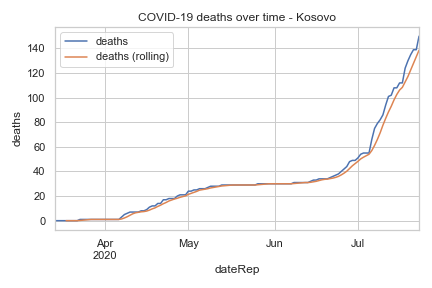 COVID-19 deaths over time - Kosovo
deaths
deaths (rolling)
deaths
140
120
100
80
60
40
20
0
Apr
2020
May
Jun
Jul
dateRep